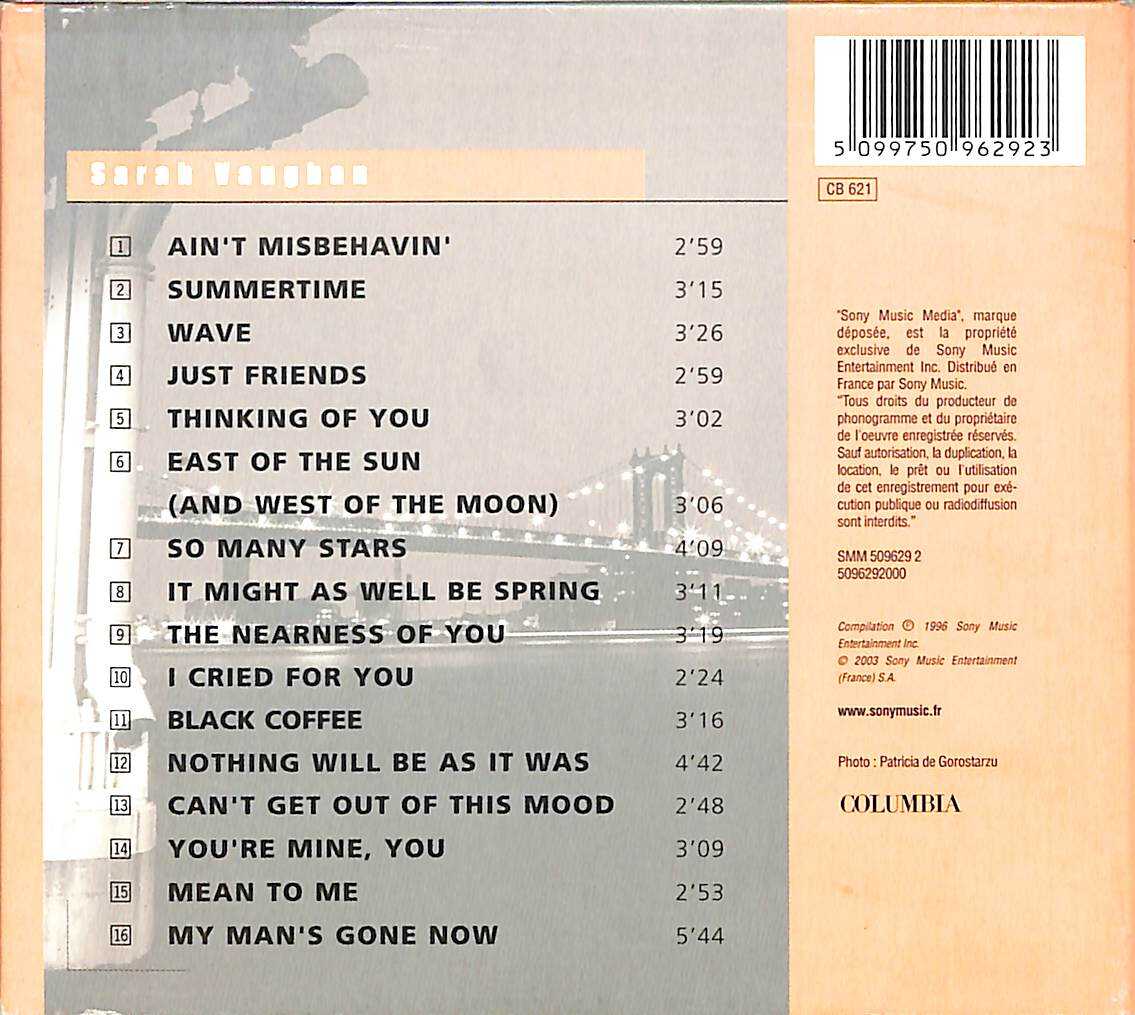 Sarah Vaughan
1 AIN'T MISBEHAVIN' 2'59
2 SUMMERTIME 3'15
3 WAVE 3'26
4 JUST FRIENDS 2'59
5 THINKING OF YOU 3'02
6 EAST OF THE SUN
(AND WEST OF THE MOON) 3'06
7 SO MANY STARS 4'09
8 IT MIGHT AS WELL BE SPRING 3'11
9 THE NEARNESS OF YOU 3'19
10 I CRIED FOR YOU 2'24
11 BLACK COFFEE 3'16
12 NOTHING WILL BE AS IT WAS 4'42
13 CAN'T GET OUT OF THIS MOOD 2'48
14 YOU'RE MINE, YOU 3'09
15 MEAN TO ME 2'53
16 MY MAN'S GONE NOW 5'44
5 099750 962923
CB 621
"Sony Music Media", marque
déposée, est la propriété
exclusive de Sony Music
Entertainment Inc. Distribué en
France par Sony Music.
"Tous droits du producteur de
phonogramme et du propriétaire
de l'oeuvre enregistrée réservés.
Sauf autorisation, la duplication, la
location, le prêt ou l'utilisation
de cet enregistrement pour exé-
cution publique ou radiodiffusion
sont interdits."
SMM 509629 2
5096292000
Compilation ℗ 1996 Sony Music
Entertainment Inc.
© 2003 Sony Music Entertainment
(France) S.A.
www.sonymusic.fr
Photo : Patricia de Gorostarzu
COLUMBIA